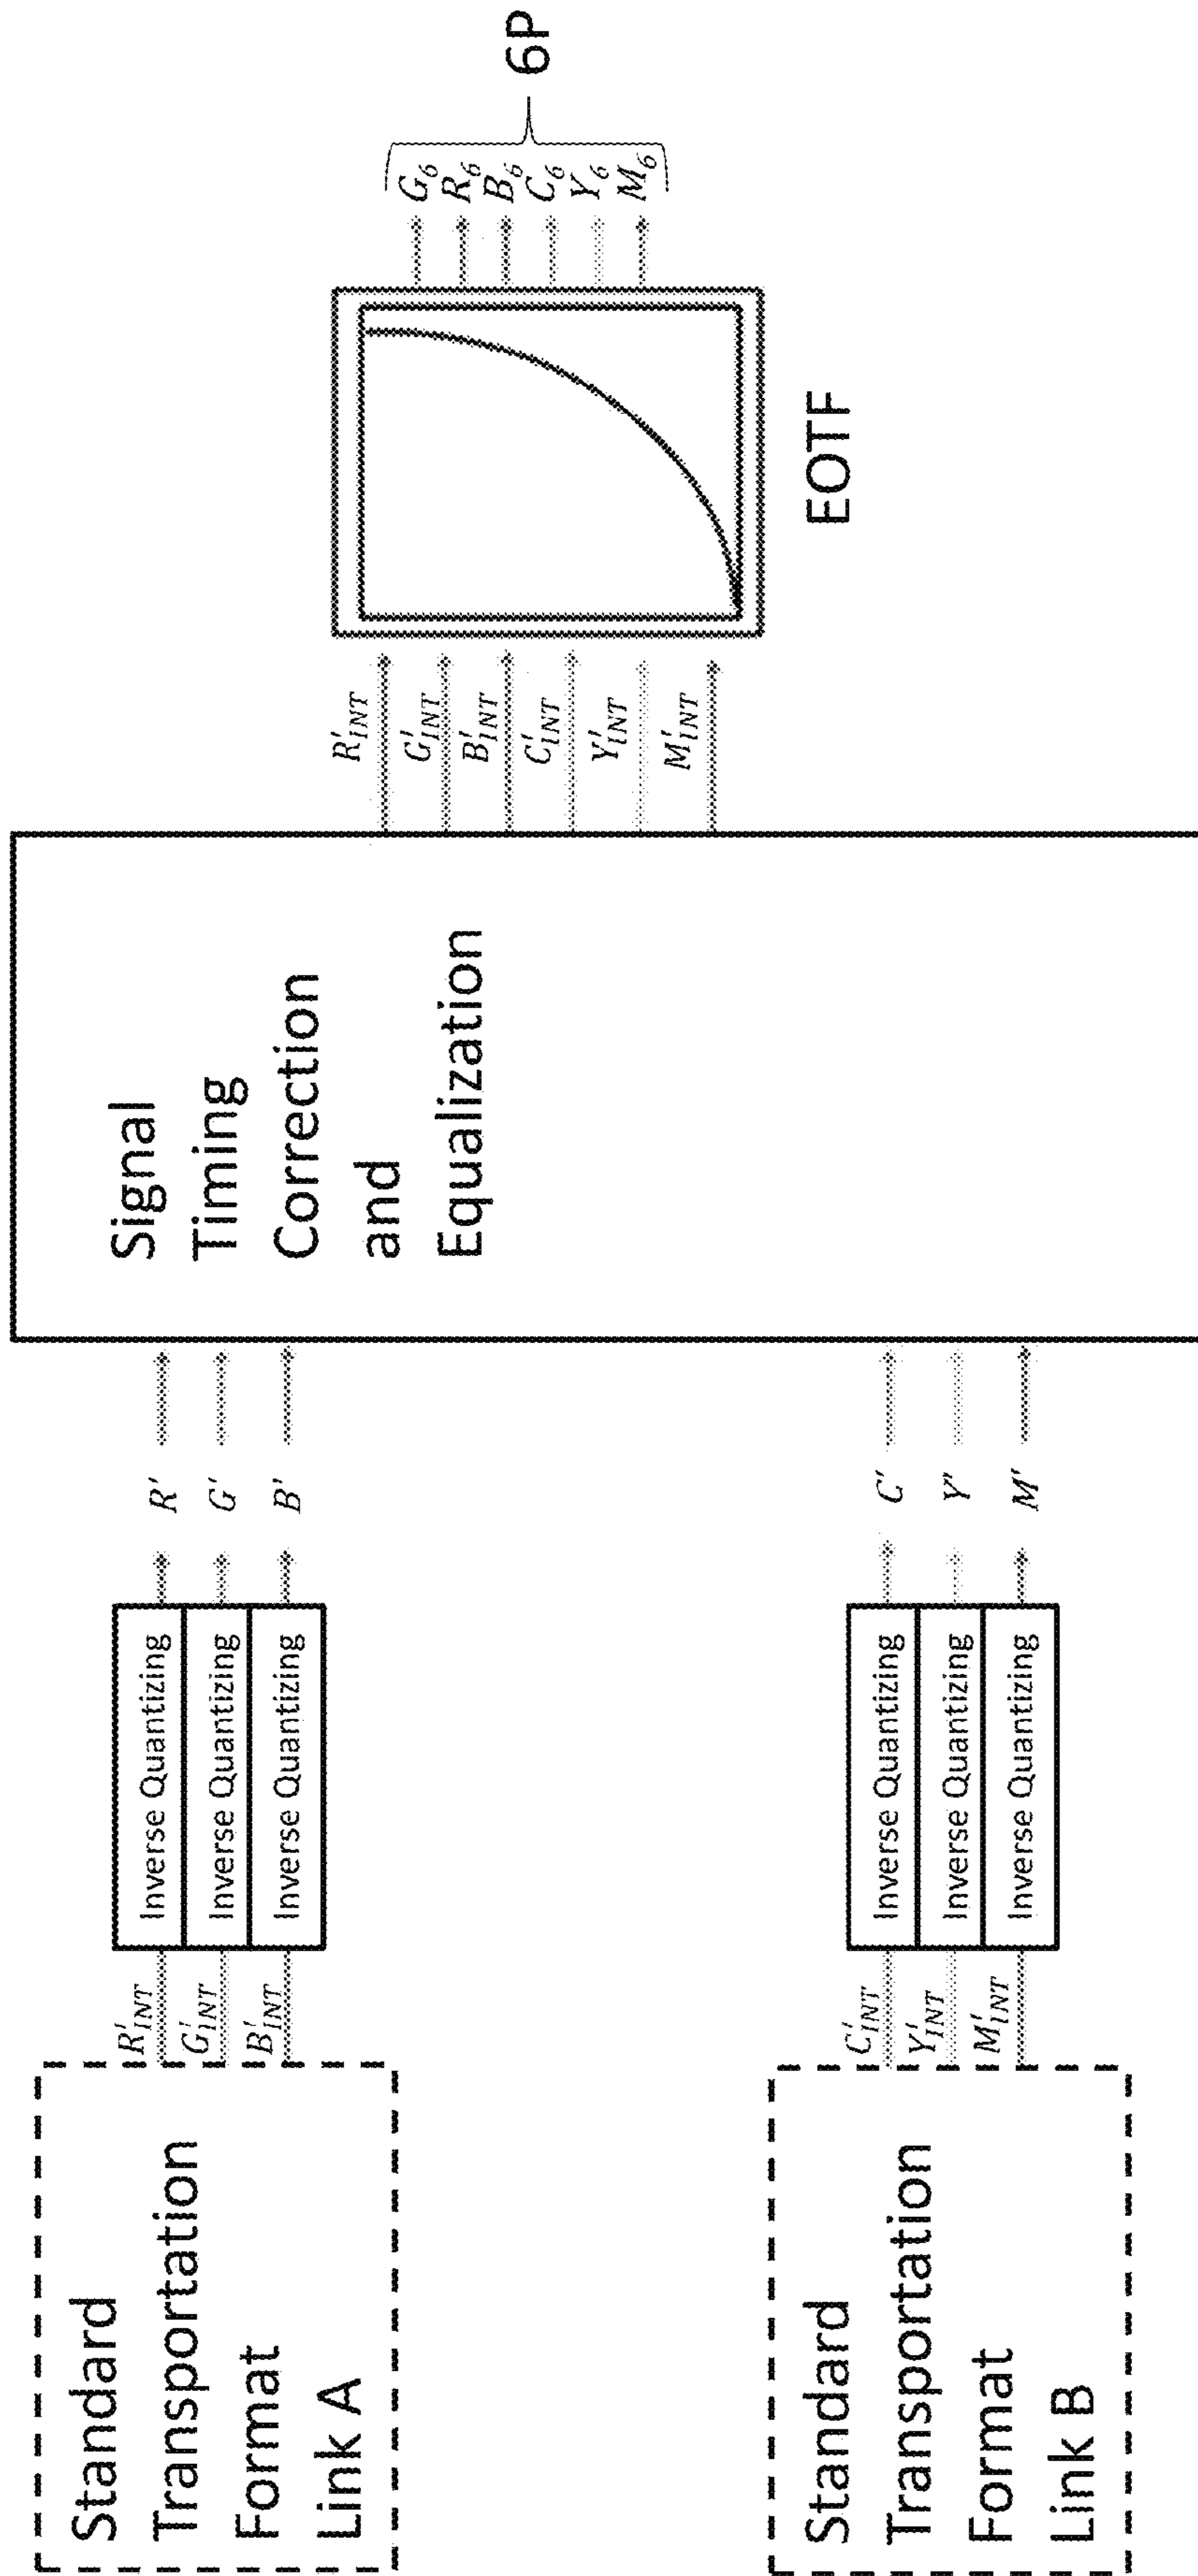 Standard
Transportation
Format
Link A
R'INT
G'INT
B'INT
Inverse Quantizing
Inverse Quantizing
Inverse Quantizing
R'
G'
B'
Standard
Transportation
Format
Link B
C'INT
Y'INT
M'INT
Inverse Quantizing
Inverse Quantizing
Inverse Quantizing
C'
Y'
M'
Signal
Timing
Correction
and
Equalization
R'INT
G'INT
B'INT
C'INT
Y'INT
M'INT
EOTF
G6
R6
B6
C6
Y6
M6
6P